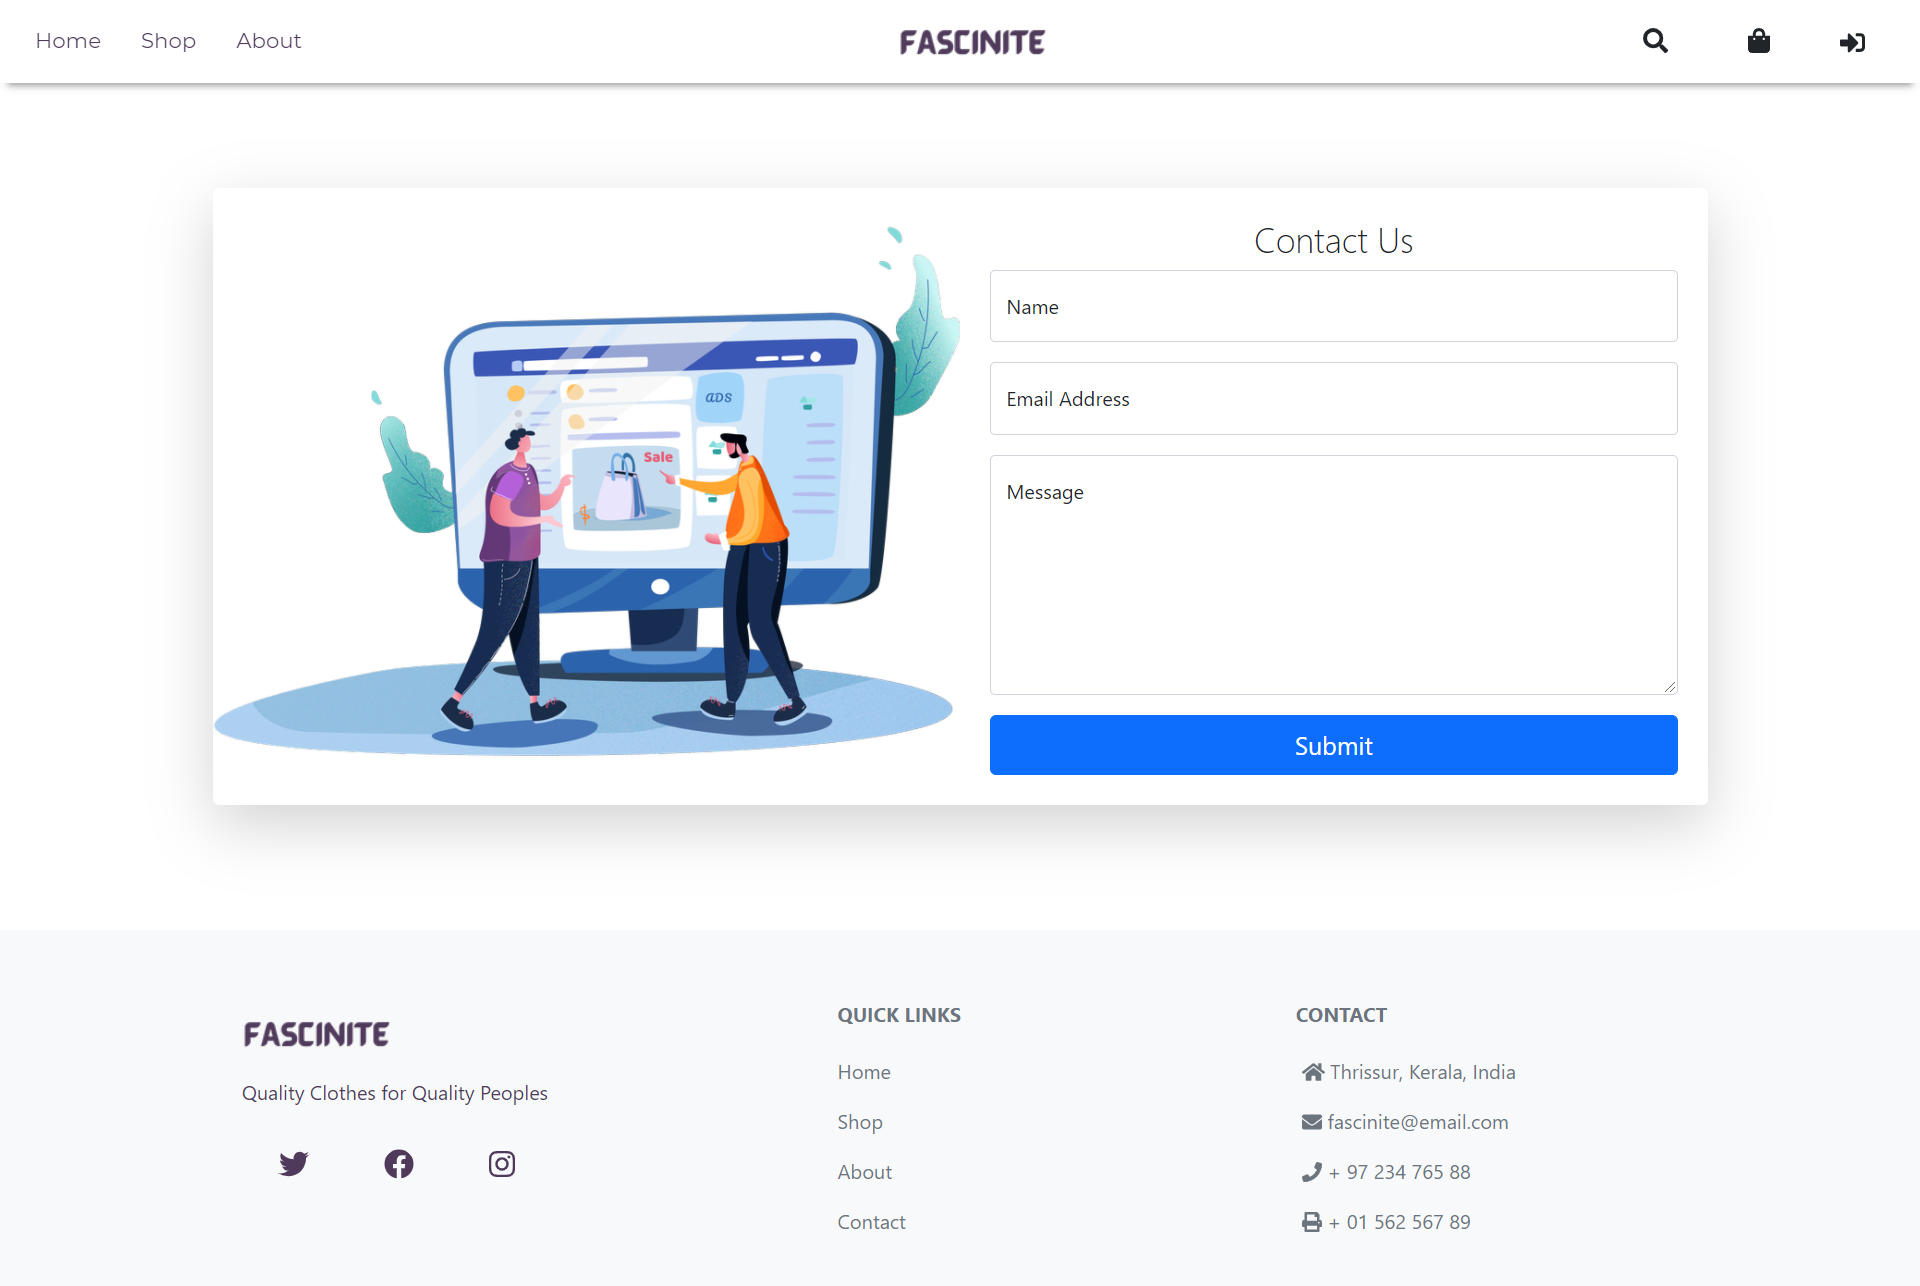 Home Shop About FASCINITE
Contact Us
Name
Email Address
Message
Submit
ADS
Sale
$
FASCINITE
Quality Clothes for Quality Peoples
QUICK LINKS
Home
Shop
About
Contact
CONTACT
Thrissur, Kerala, India
fascinite@email.com
+ 97 234 765 88
+ 01 562 567 89